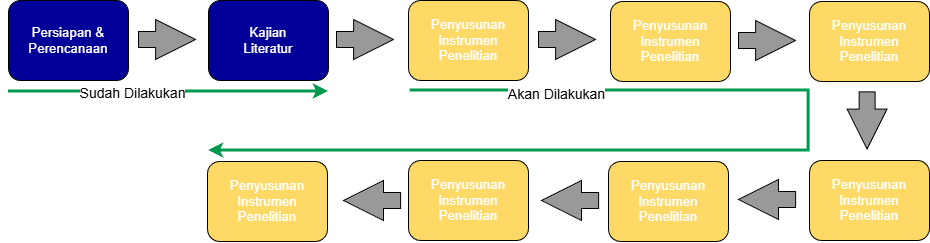 Persiapan &
Perencanaan
Kajian
Literatur
Penyusunan
Instrumen
Penelitian
Penyusunan
Instrumen
Penelitian
Penyusunan
Instrumen
Penelitian
Sudah Dilakukan
Akan Dilakukan
Penyusunan
Instrumen
Penelitian
Penyusunan
Instrumen
Penelitian
Penyusunan
Instrumen
Penelitian
Penyusunan
Instrumen
Penelitian